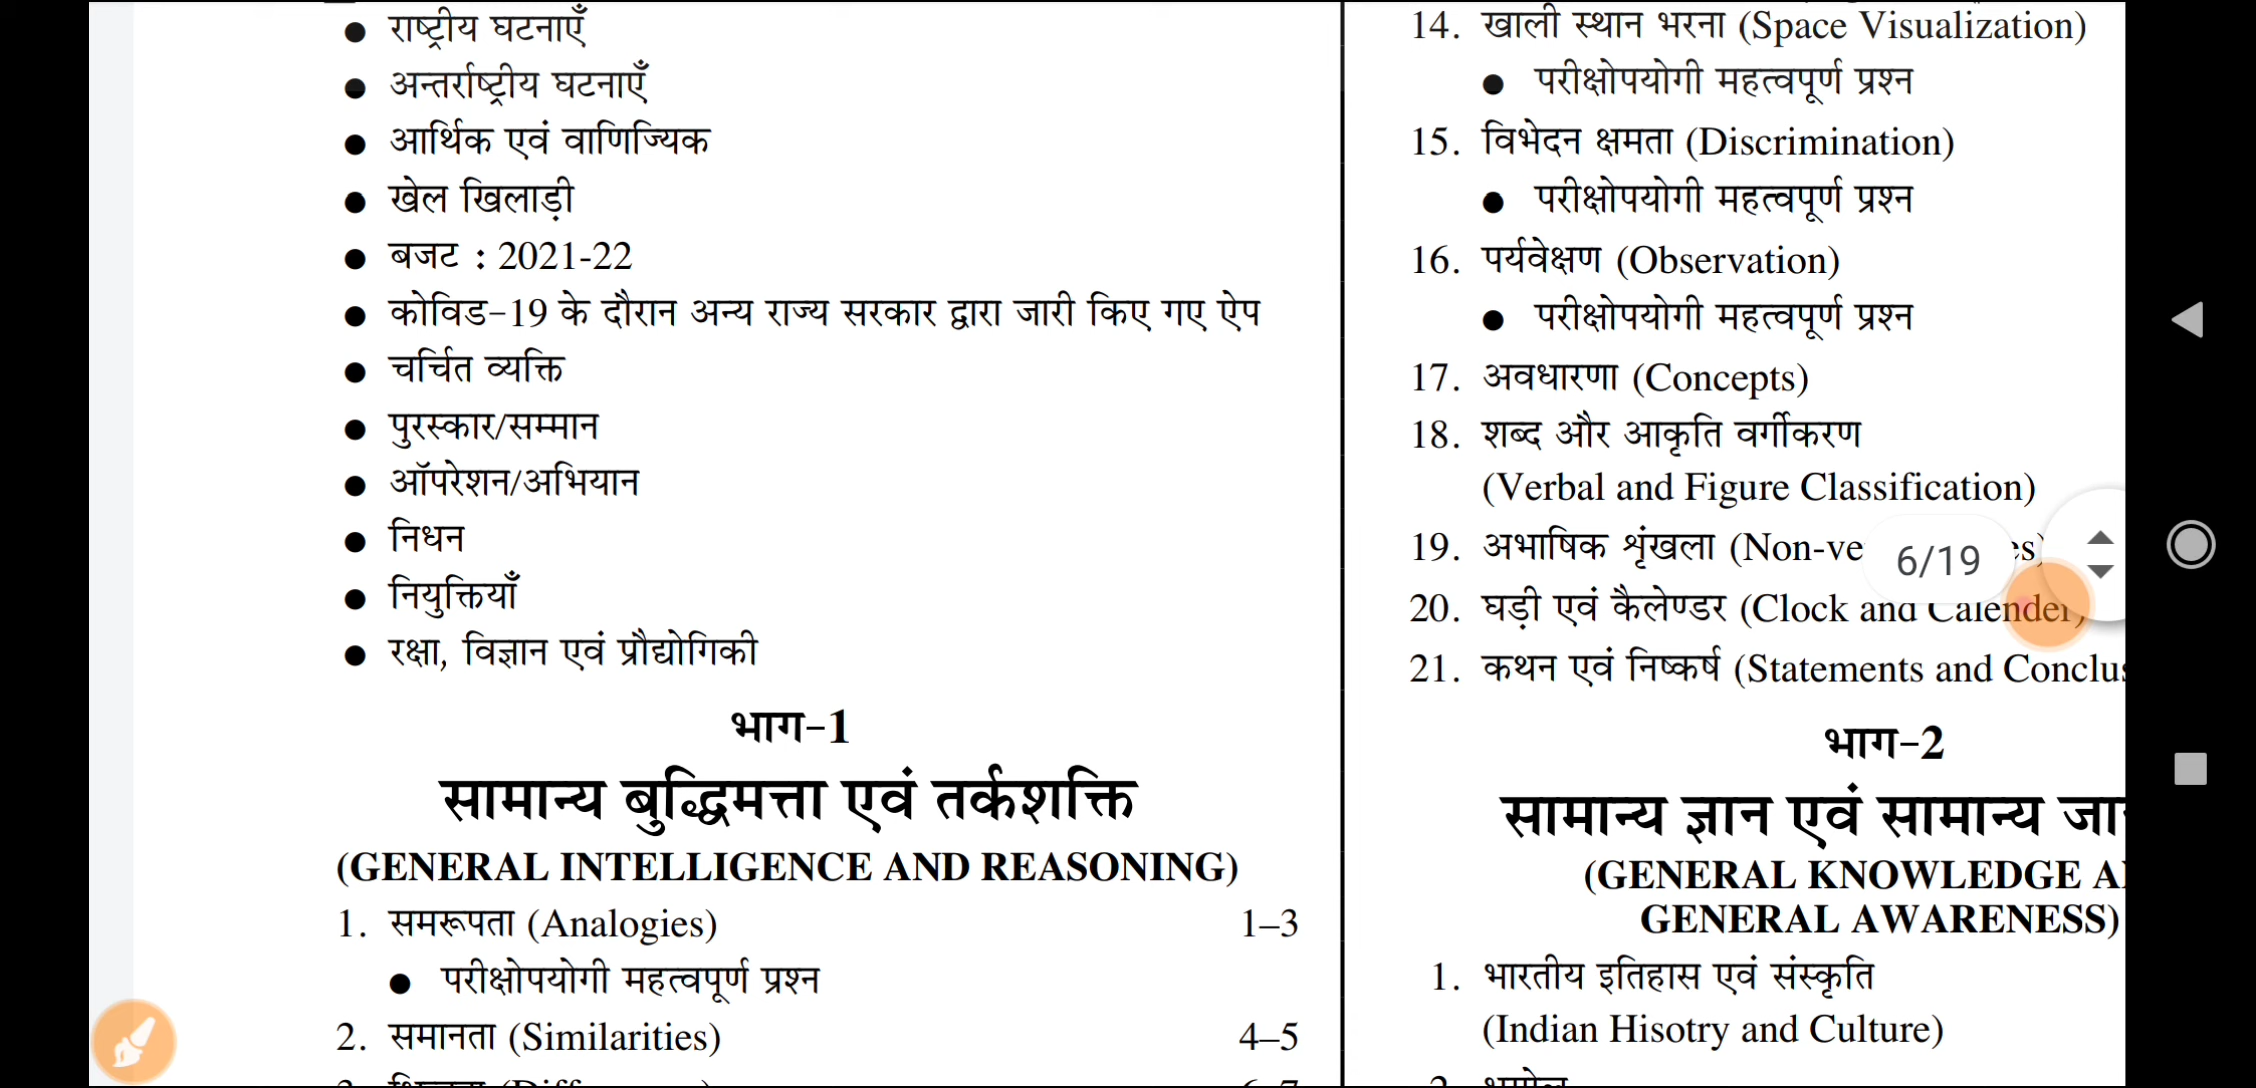 ● राष्ट्रीय घटनाएँ
● अन्तर्राष्ट्रीय घटनाएँ
● आर्थिक एवं वाणिज्यिक
● खेल खिलाड़ी
● बजट : 2021-22
● कोविड-19 के दौरान अन्य राज्य सरकार द्वारा जारी किए गए ऐप
● चर्चित व्यक्ति
● पुरस्कार/सम्मान
● ऑपरेशन/अभियान
● निधन
● नियुक्तियाँ
● रक्षा, विज्ञान एवं प्रौद्योगिकी
भाग-1
सामान्य बुद्धिमत्ता एवं तर्कशक्ति
(GENERAL INTELLIGENCE AND REASONING)
1. समरूपता (Analogies) 1–3
● परीक्षोपयोगी महत्वपूर्ण प्रश्न
2. समानता (Similarities) 4–5
14. खाली स्थान भरना (Space Visualization)
● परीक्षोपयोगी महत्वपूर्ण प्रश्न
15. विभेदन क्षमता (Discrimination)
● परीक्षोपयोगी महत्वपूर्ण प्रश्न
16. पर्यवेक्षण (Observation)
● परीक्षोपयोगी महत्वपूर्ण प्रश्न
17. अवधारणा (Concepts)
18. शब्द और आकृति वर्गीकरण
(Verbal and Figure Classification)
19. अभाषिक शृंखला (Non-ve
6/19
20. घड़ी एवं कैलेण्डर (Clock and Calender)
21. कथन एवं निष्कर्ष (Statements and Conclus
भाग-2
सामान्य ज्ञान एवं सामान्य जा
(GENERAL KNOWLEDGE A
GENERAL AWARENESS)
1. भारतीय इतिहास एवं संस्कृति
(Indian Hisotry and Culture)